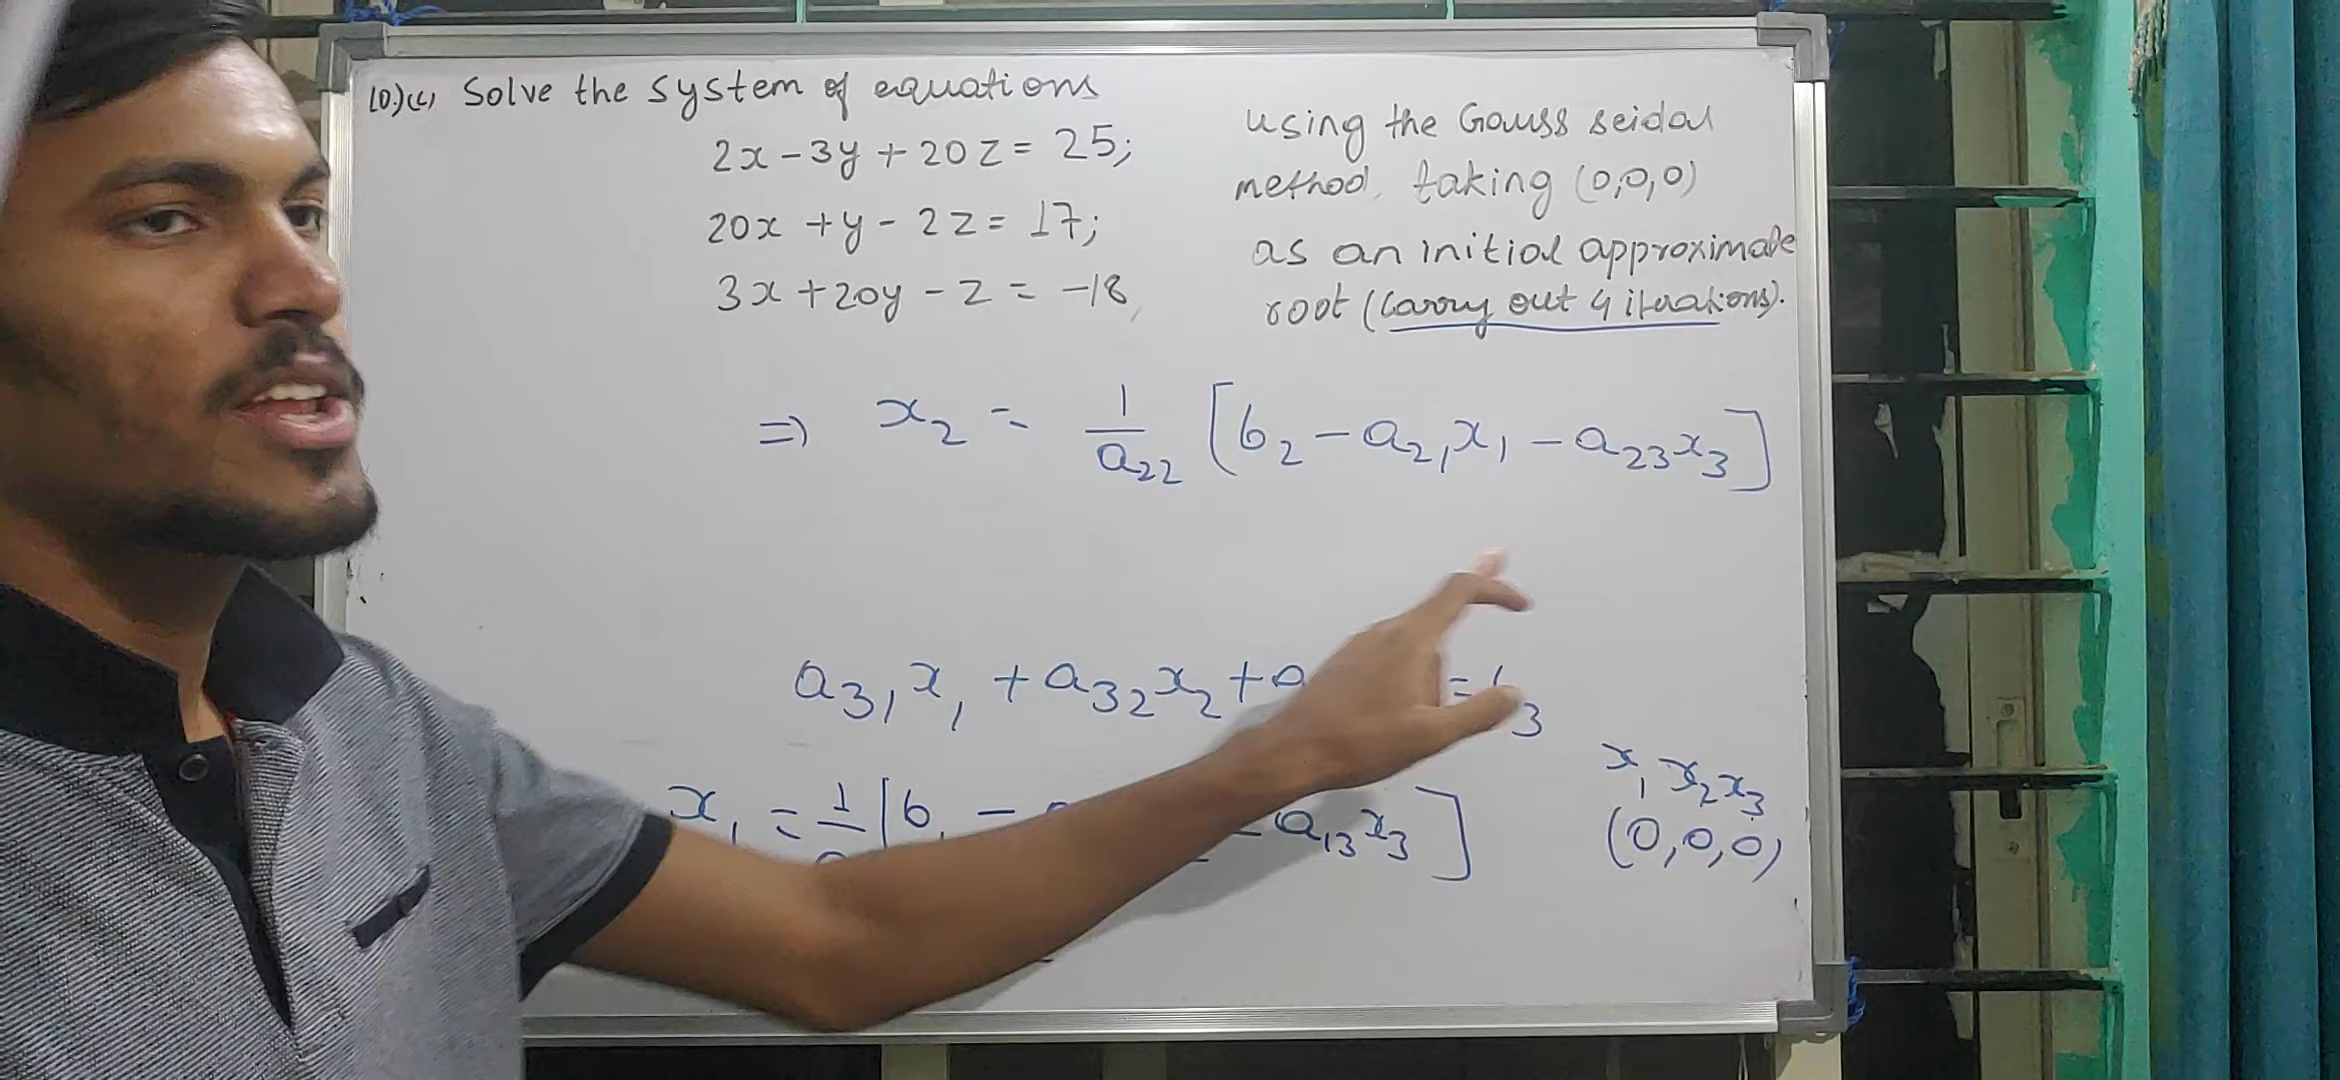 10.)(c) Solve the system of equations
2x - 3y + 20z = 25;
20x + y - 2z = 17;
3x + 20y - z = -18,
using the Gauss seidal
method, taking (0,0,0)
as an initial approximate
root (carry out 4 iterations).
⇒ x₂ = 1/a₂₂ [b₂ - a₂₁x₁ - a₂₃x₃]
a₃₁x₁ + a₃₂x₂ + a = ₃
x₁ = 1/ [b₁ - - a₁₃x₃]
x₁ x₂ x₃
(0,0,0)